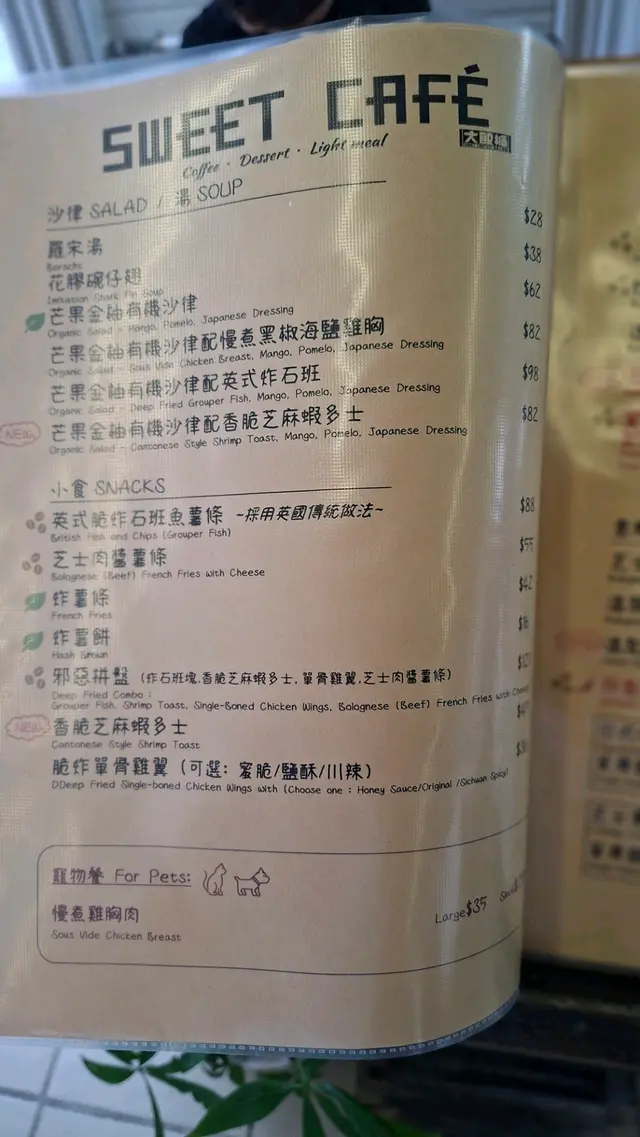 SWEET CAFÉ
Coffee · Dessert · Light meal
沙律 SALAD / 湯 SOUP
羅宋湯 $28
Borscht
花膠碗仔翅 $38
Imitation Shark Fin Soup
芒果金柚有機沙律 $62
Organic Salad - Mango, Pomelo, Japanese Dressing
芒果金柚有機沙律配慢煮黑椒海鹽雞胸 $82
Organic Salad - Sous Vide Chicken Breast, Mango, Pomelo, Japanese Dressing
芒果金柚有機沙律配英式炸石班 $98
Organic Salad - Deep Fried Grouper Fish, Mango, Pomelo, Japanese Dressing
NEW 芒果金柚有機沙律配香脆芝麻蝦多士 $82
Organic Salad - Cantonese Style Shrimp Toast, Mango, Pomelo, Japanese Dressing
小食 SNACKS
英式脆炸石班魚薯條 ~採用英國傳統做法~ $88
British Fish and Chips (Grouper Fish)
芝士肉醬薯條 $55
Bolognese (Beef) French Fries with Cheese
炸薯條 $42
French Fries
炸薯餅
Hash Brown
邪惡拼盤 (炸石班塊,香脆芝麻蝦多士,單骨雞翼,芝士肉醬薯條)
Deep Fried Combo :
Grouper Fish, Shrimp Toast, Single-Boned Chicken Wings, Bolognese (Beef) French Fries with
NEW 香脆芝麻蝦多士
Cantonese Style Shrimp Toast
脆炸單骨雞翼 (可選: 蜜脆/鹽酥/川辣)
DDeep Fried Single-boned Chicken Wings with (Choose one : Honey Sauce/Original /Sichuan Spicy)
寵物餐 For Pets:
慢煮雞胸肉 Large $35
Sous Vide Chicken Breast